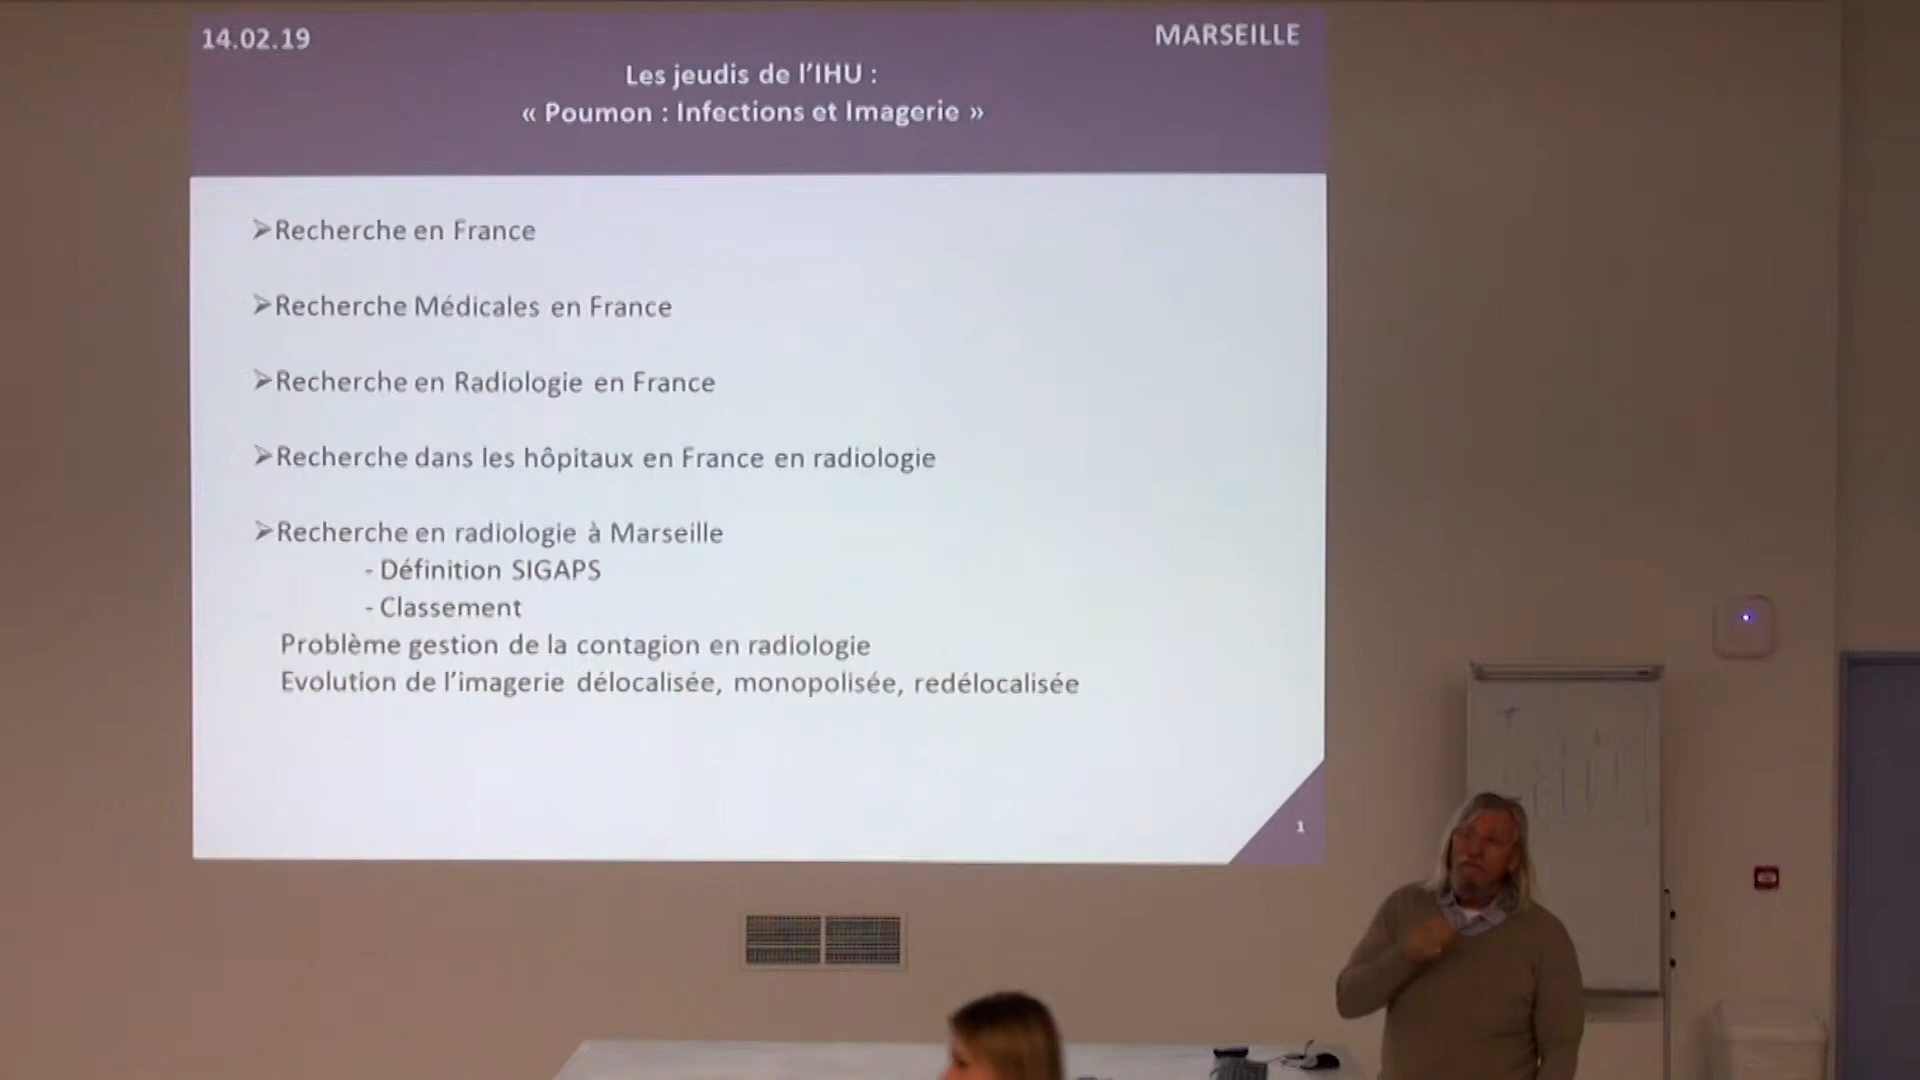 14.02.19
MARSEILLE
Les jeudis de l'IHU :
« Poumon : Infections et Imagerie »
➢Recherche en France
➢Recherche Médicales en France
➢Recherche en Radiologie en France
➢Recherche dans les hôpitaux en France en radiologie
➢Recherche en radiologie à Marseille
- Définition SIGAPS
- Classement
Problème gestion de la contagion en radiologie
Evolution de l'imagerie délocalisée, monopolisée, redélocalisée
1